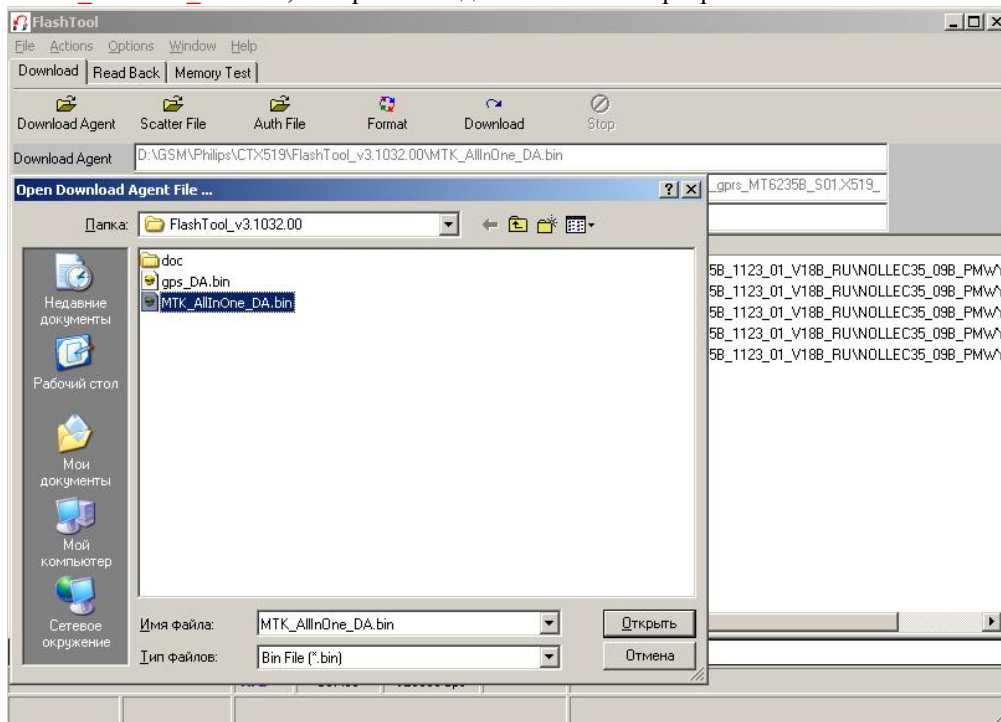 FlashTool
File Actions Options Window Help
Download Read Back Memory Test
Download Agent Scatter File Auth File Format Download Stop
Download Agent D:\GSM\Philips\CTX519\FlashTool_v3.1032.00\MTK_AllInOne_DA.bin
Open Download Agent File ...
_gprs_MT6235B_S01.X519_
Папка: FlashTool_v3.1032.00
doc
gps_DA.bin
MTK_AllInOne_DA.bin
5B_1123_01_V18B_RU\NOLLEC35_09B_PMW
5B_1123_01_V18B_RU\NOLLEC35_09B_PMW
5B_1123_01_V18B_RU\NOLLEC35_09B_PMW
5B_1123_01_V18B_RU\NOLLEC35_09B_PMW
5B_1123_01_V18B_RU\NOLLEC35_09B_PMW
Недавние
документы
Рабочий стол
Мои
документы
Мой
компьютер
Сетевое
окружение
Имя файла: MTK_AllInOne_DA.bin Открыть
Тип файлов: Bin File (*.bin) Отмена